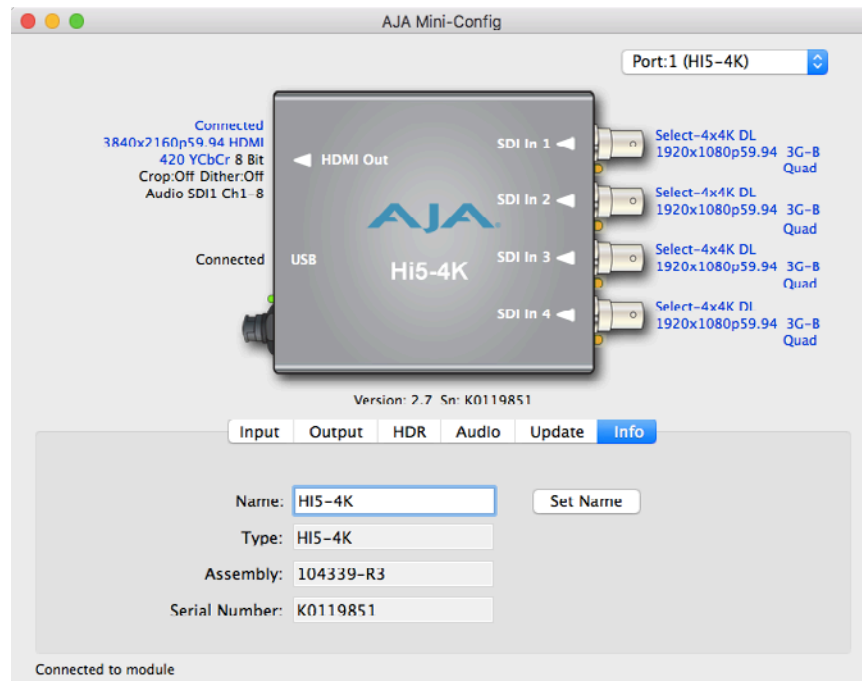 AJA Mini-Config
Port:1 (HI5-4K)
Connected
3840x2160p59.94 HDMI
420 YCbCr 8 Bit
Crop:Off Dither:Off
Audio SDI1 Ch1-8
Connected
HDMI Out
USB
AJA
Hi5-4K
SDI In 1
SDI In 2
SDI In 3
SDI In 4
Select-4x4K DL
1920x1080p59.94 3G-B
Quad
Select-4x4K DL
1920x1080p59.94 3G-B
Quad
Select-4x4K DL
1920x1080p59.94 3G-B
Quad
Select-4x4K DL
1920x1080p59.94 3G-B
Quad
Version: 2.7 Sn: K0119851
Input Output HDR Audio Update Info
Name: HI5-4K Set Name
Type: HI5-4K
Assembly: 104339-R3
Serial Number: K0119851
Connected to module